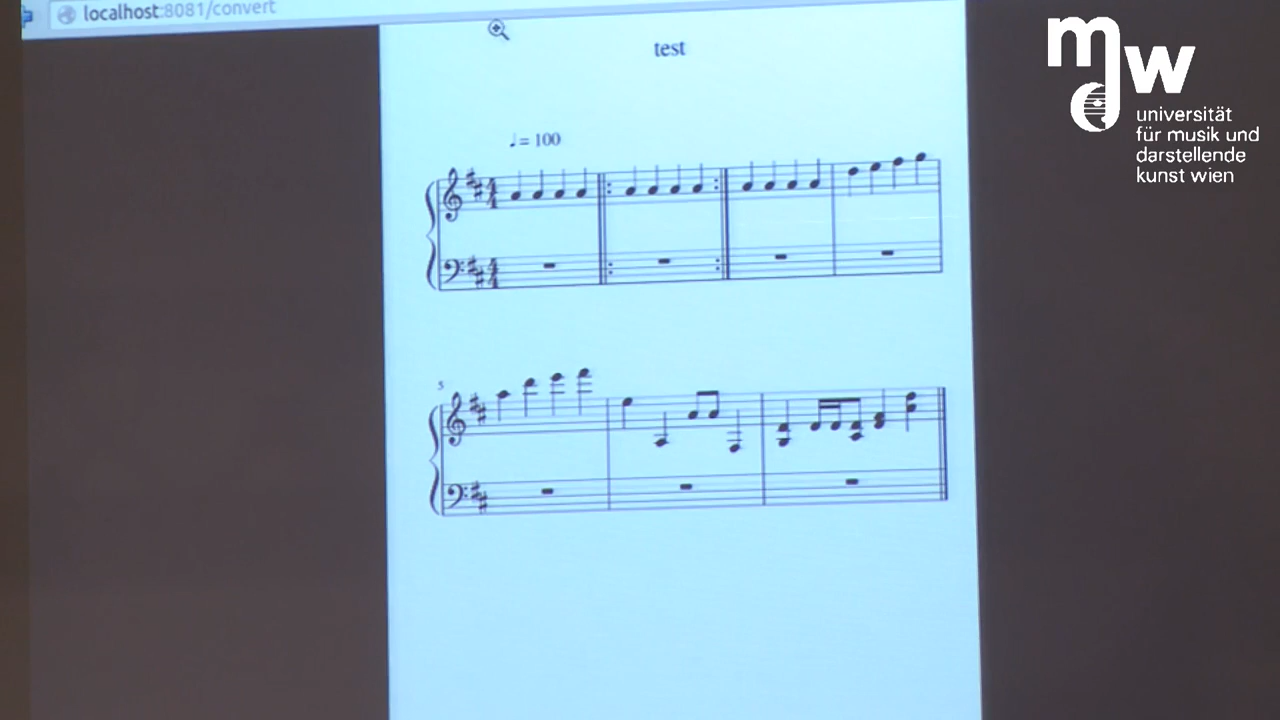 localhost:8081/convert
test
♩= 100
5
mdw
universität
für musik und
darstellende
kunst wien